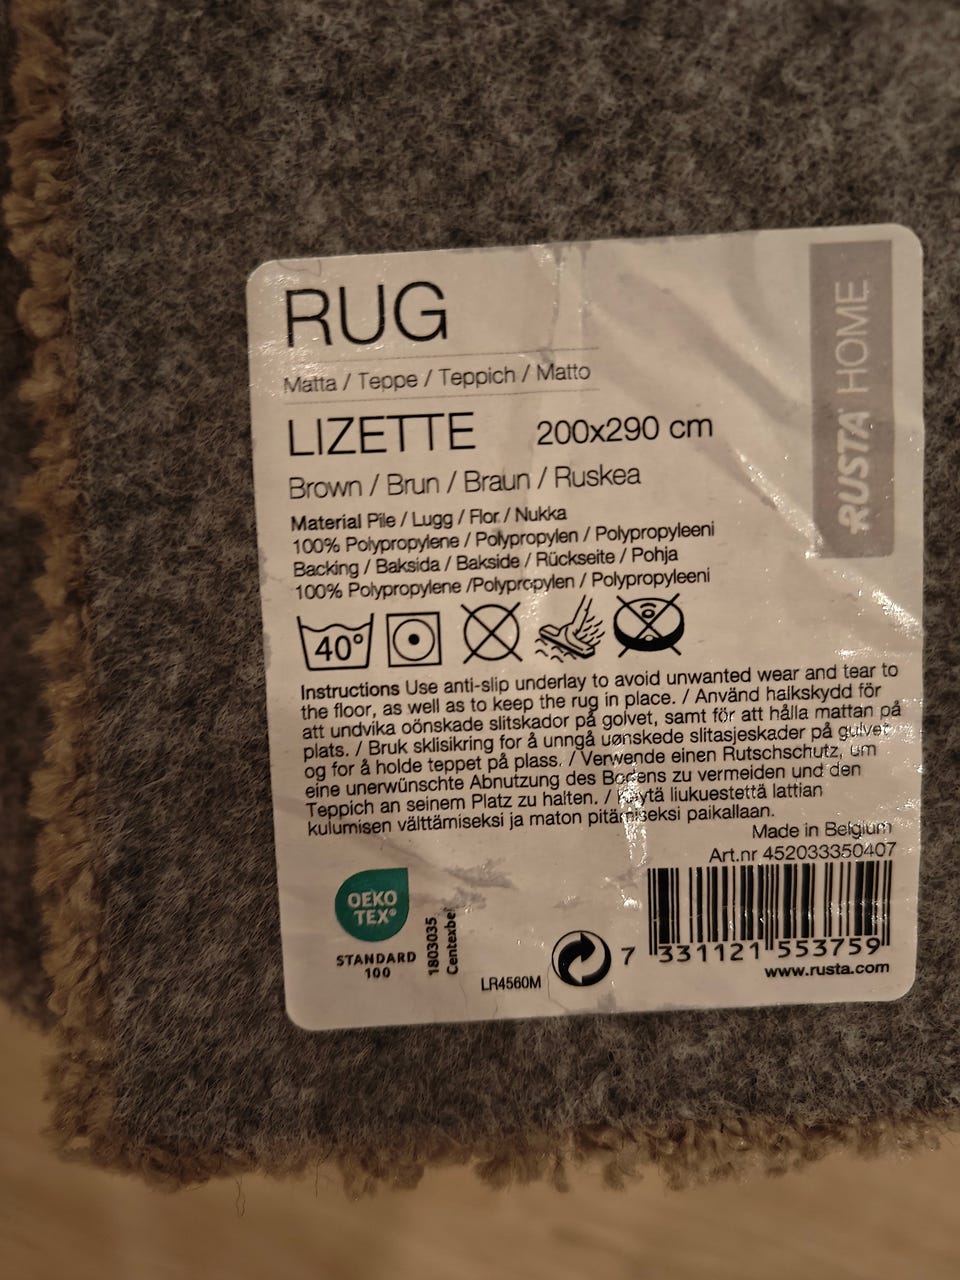 RUG
Matta / Teppe / Teppich / Matto
LIZETTE 200x290 cm
Brown / Brun / Braun / Ruskea
Material Pile / Lugg / Flor / Nukka
100% Polypropylene / Polypropylen / Polypropyleeni
Backing / Baksida / Bakside / Rückseite / Pohja
100% Polypropylene /Polypropylen / Polypropyleeni
40°
Instructions Use anti-slip underlay to avoid unwanted wear and tear to
the floor, as well as to keep the rug in place. / Använd halkskydd för
att undvika oönskade slitskador på golvet, samt för att hålla mattan på
plats. / Bruk sklisikring for å unngå uønskede slitasjeskader på gulvet
og for å holde teppet på plass. / Verwende einen Rutschschutz, um
eine unerwünschte Abnutzung des Bodens zu vermeiden und den
Teppich an seinem Platz zu halten. / Käytä liukuestettä lattian
kulumisen välttämiseksi ja maton pitämiseksi paikallaan.
Made in Belgium
Art.nr 452033350407
7 331121 553759
www.rusta.com
LR4560M
OEKO
TEX®
STANDARD
100
1803035
Centexbel
RUSTA HOME